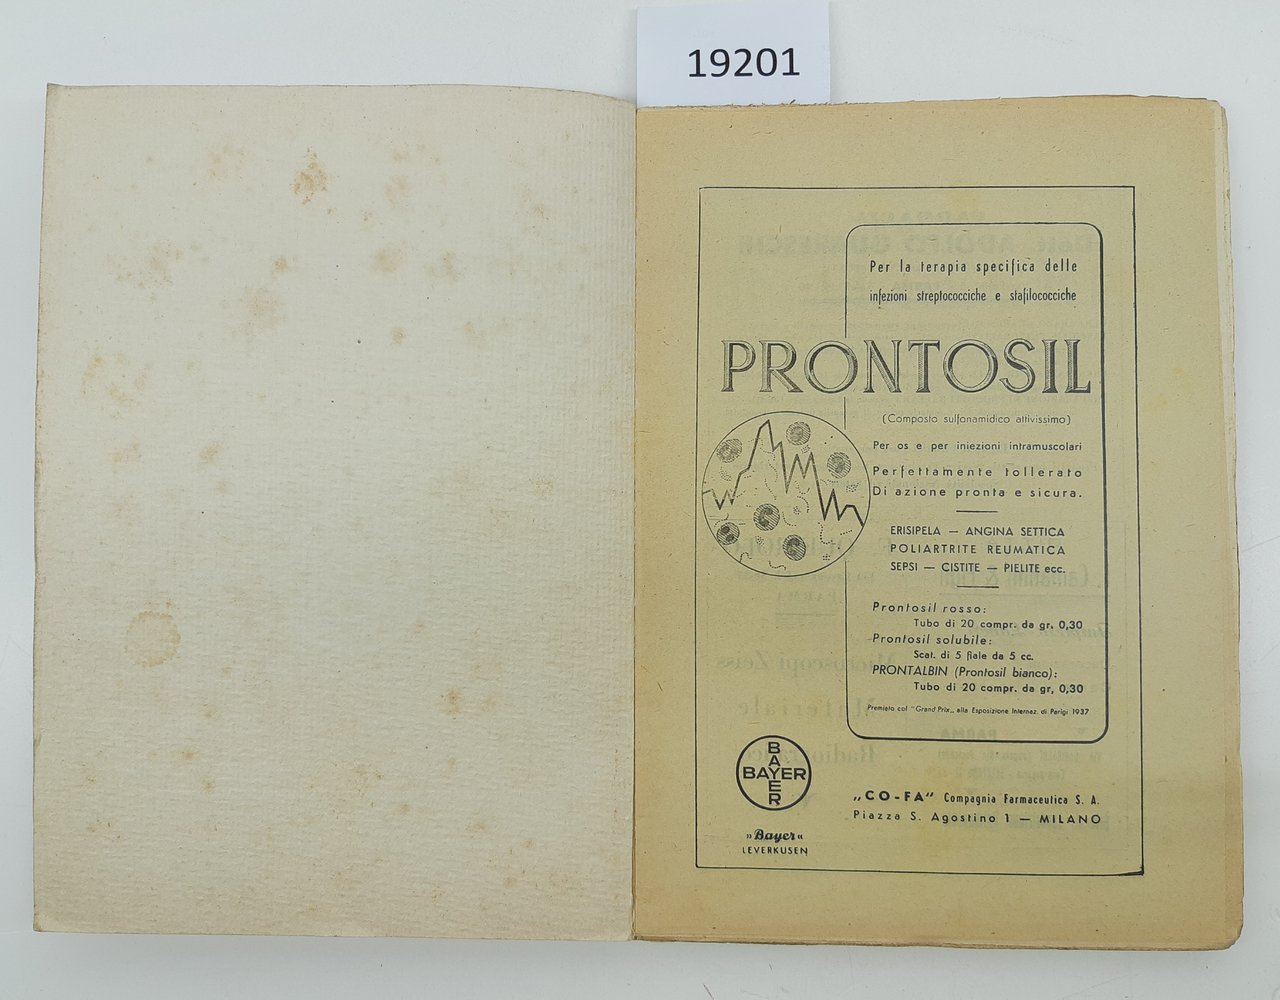 19201
Per la terapia specifica delle
infezioni streptococciche e stafilococciche
PRONTOSIL
(Composto sulfonamidico attivissimo)
Per os e per iniezioni intramuscolari
Perfettamente tollerato
Di azione pronta e sicura.
ERISIPELA — ANGINA SETTICA
POLIARTRITE REUMATICA
SEPSI — CISTITE — PIELITE ecc.
Prontosil rosso:
Tubo di 20 compr. da gr. 0,30
Prontosil solubile:
Scat. di 5 fiale da 5 cc.
PRONTALBIN (Prontosil bianco):
Tubo di 20 compr. da gr, 0,30
Premiato col "Grand Prix„ alla Esposizione Internaz. di Parigi 1937
BAYER
BAYER
„CO-FA“ Compagnia Farmaceutica S. A.
Piazza S. Agostino 1 — MILANO
»Bayer«
LEVERKUSEN